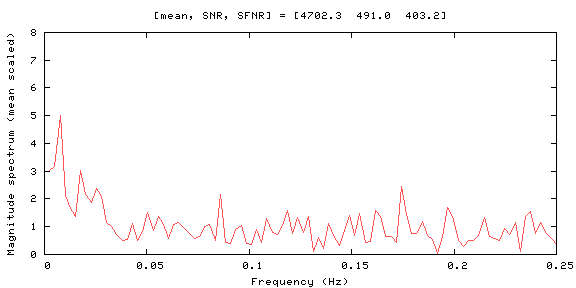 [mean, SNR, SFNR] = [4702.3 491.0 403.2]
Magnitude spectrum (mean scaled)
8
7
6
5
4
3
2
1
0
0 0.05 0.1 0.15 0.2 0.25
Frequency (Hz)